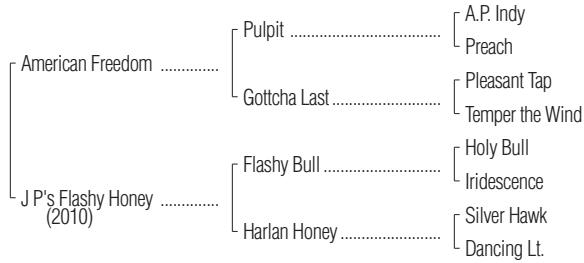 A.P. Indy
Pulpit ..............................
Preach
American Freedom ..............
Pleasant Tap
Gottcha Last ..........................
Temper the Wind
Holy Bull
Flashy Bull ............................
Iridescence
J P's Flashy Honey ..............
(2010)
Silver Hawk
Harlan Honey ........................
Dancing Lt.